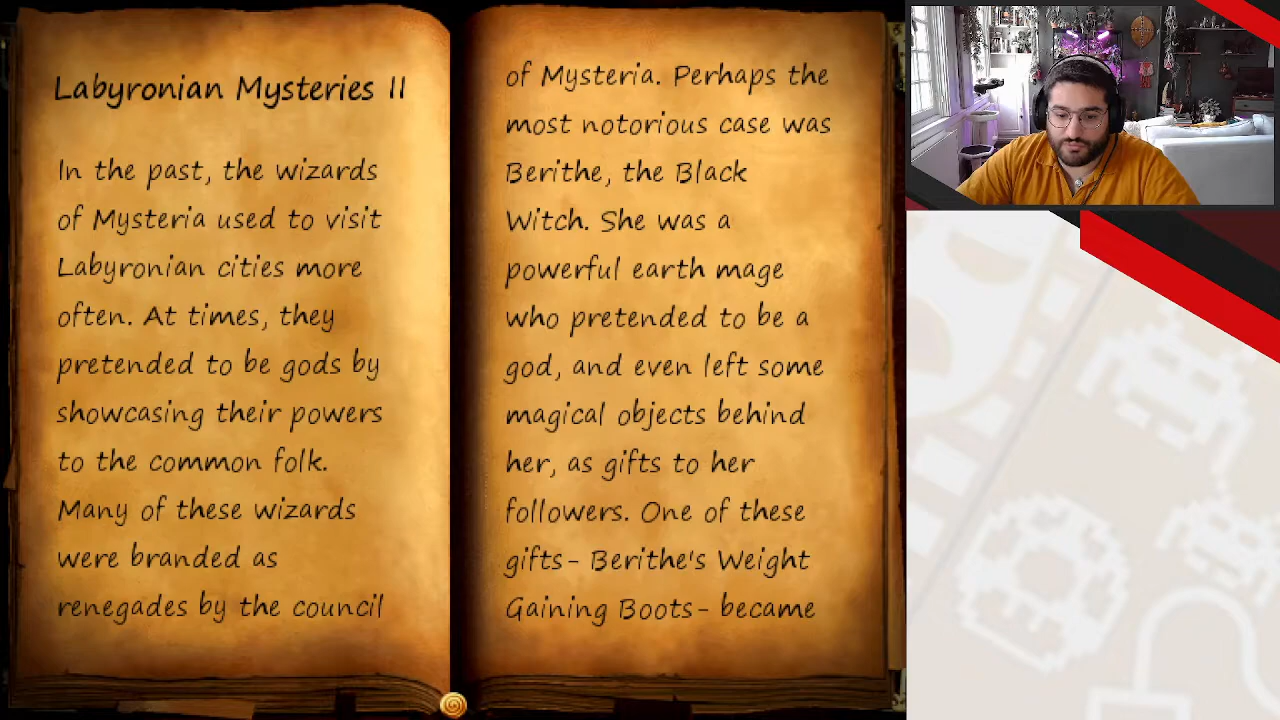 Labyronian Mysteries II
In the past, the wizards
of Mysteria used to visit
Labyronian cities more
often. At times, they
pretended to be gods by
showcasing their powers
to the common folk.
Many of these wizards
were branded as
renegades by the council
of Mysteria. Perhaps the
most notorious case was
Berithe, the Black
Witch. She was a
powerful earth mage
who pretended to be a
god, and even left some
magical objects behind
her, as gifts to her
followers. One of these
gifts- Berithe's Weight
Gaining Boots- became